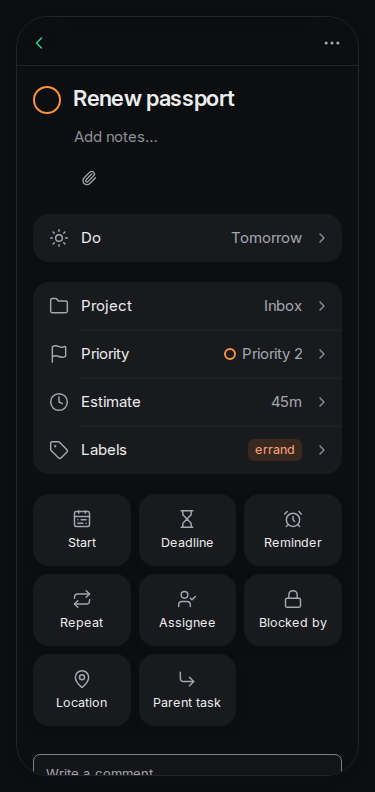 Renew passport
Add notes...
Do Tomorrow
Project Inbox
Priority Priority 2
Estimate 45m
Labels errand
Start Deadline Reminder
Repeat Assignee Blocked by
Location Parent task
Write a comment